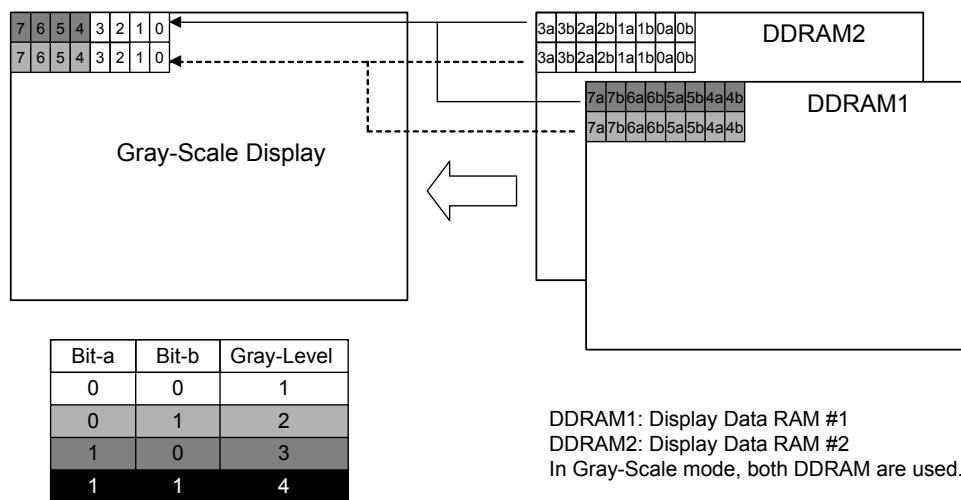 7 6 5 4 3 2 1 0
7 6 5 4 3 2 1 0
Gray-Scale Display
3a 3b 2a 2b 1a 1b 0a 0b
3a 3b 2a 2b 1a 1b 0a 0b
DDRAM2
7a 7b 6a 6b 5a 5b 4a 4b
7a 7b 6a 6b 5a 5b 4a 4b
DDRAM1
Bit-a Bit-b Gray-Level
0 0 1
0 1 2
1 0 3
1 1 4
DDRAM1: Display Data RAM #1
DDRAM2: Display Data RAM #2
In Gray-Scale mode, both DDRAM are used.